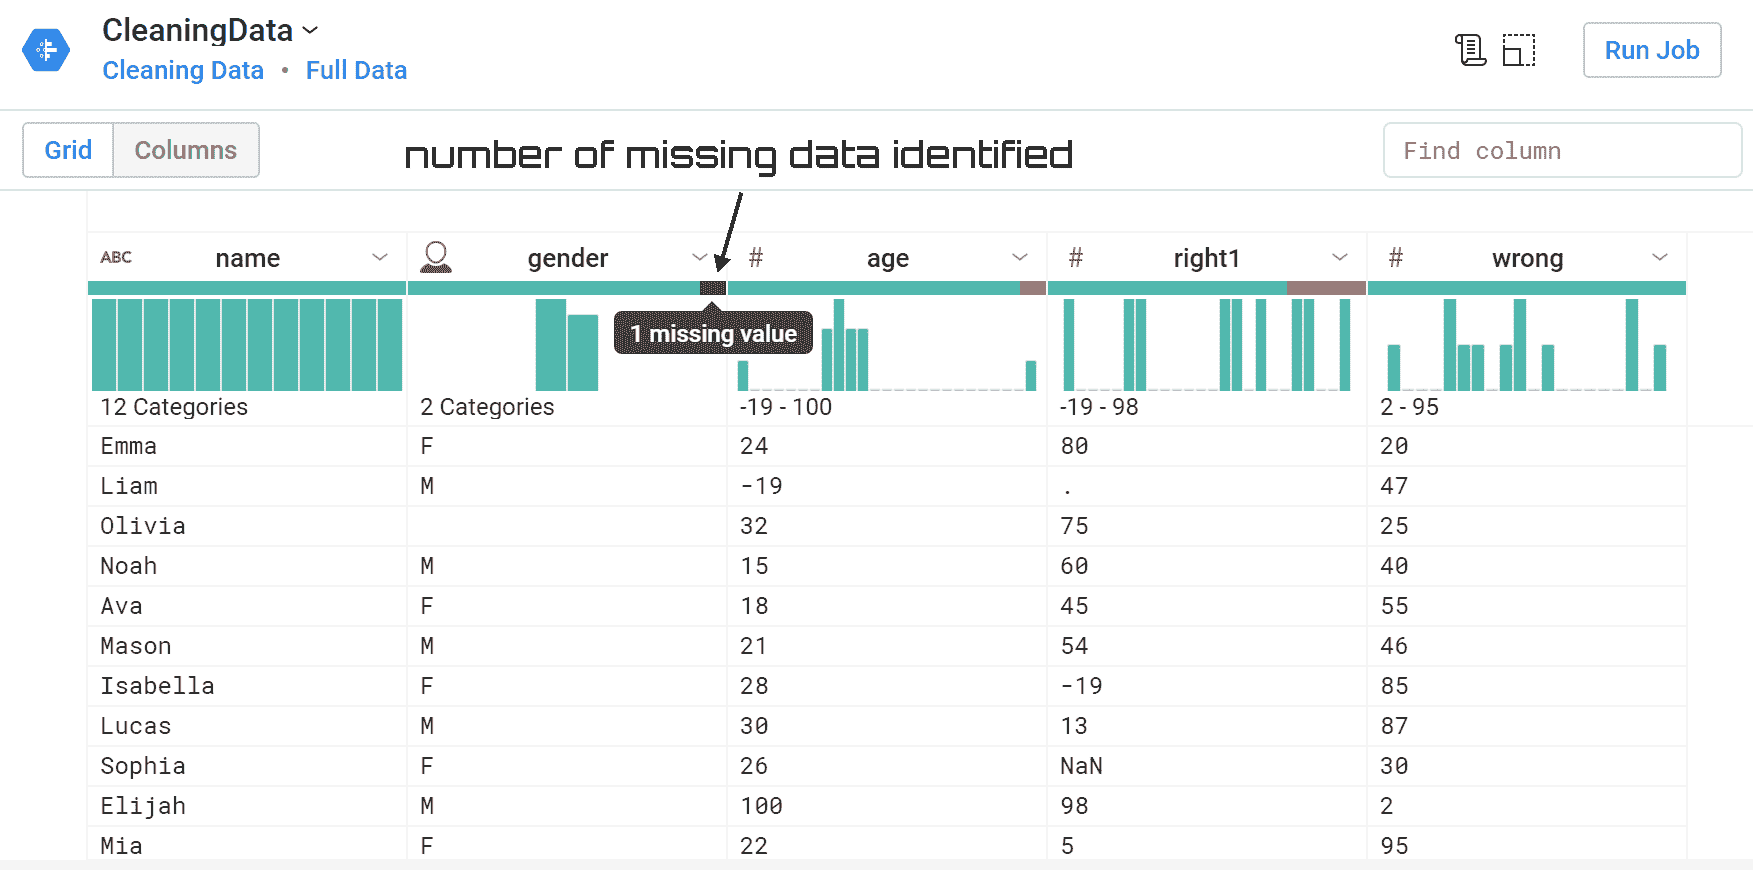 CleaningData
Cleaning Data • Full Data
Run Job
Grid Columns
number of missing data identified
Find column
ABC name gender # age # right1 # wrong
1 missing value
12 Categories 2 Categories -19 - 100 -19 - 98 2 - 95
Emma F 24 80 20
Liam M -19 . 47
Olivia 32 75 25
Noah M 15 60 40
Ava F 18 45 55
Mason M 21 54 46
Isabella F 28 -19 85
Lucas M 30 13 87
Sophia F 26 NaN 30
Elijah M 100 98 2
Mia F 22 5 95